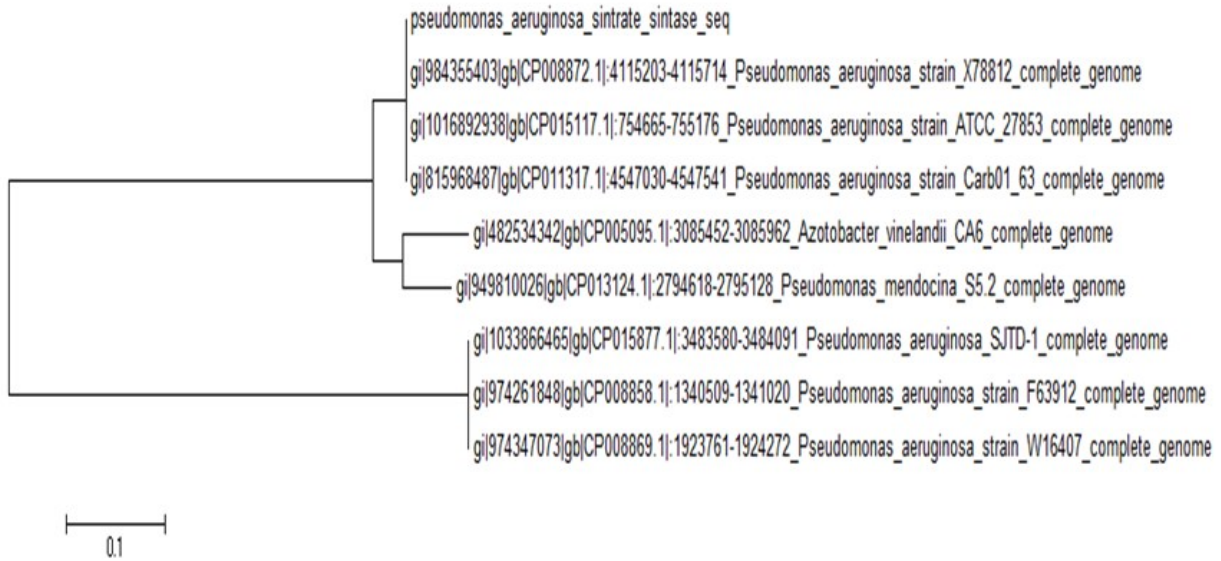 pseudomonas_aeruginosa_sintrate_sintase_seq
gi|984355403|gb|CP008872.1|:4115203-4115714_Pseudomonas_aeruginosa_strain_X78812_complete_genome
gi|1016892938|gb|CP015117.1|:754665-755176_Pseudomonas_aeruginosa_strain_ATCC_27853_complete_genome
gi|815968487|gb|CP011317.1|:4547030-4547541_Pseudomonas_aeruginosa_strain_Carb01_63_complete_genome
gi|482534342|gb|CP005095.1|:3085452-3085962_Azotobacter_vinelandii_CA6_complete_genome
gi|949810026|gb|CP013124.1|:2794618-2795128_Pseudomonas_mendocina_S5.2_complete_genome
gi|1033866465|gb|CP015877.1|:3483580-3484091_Pseudomonas_aeruginosa_SJTD-1_complete_genome
gi|974261848|gb|CP008858.1|:1340509-1341020_Pseudomonas_aeruginosa_strain_F63912_complete_genome
gi|974347073|gb|CP008869.1|:1923761-1924272_Pseudomonas_aeruginosa_strain_W16407_complete_genome
0.1